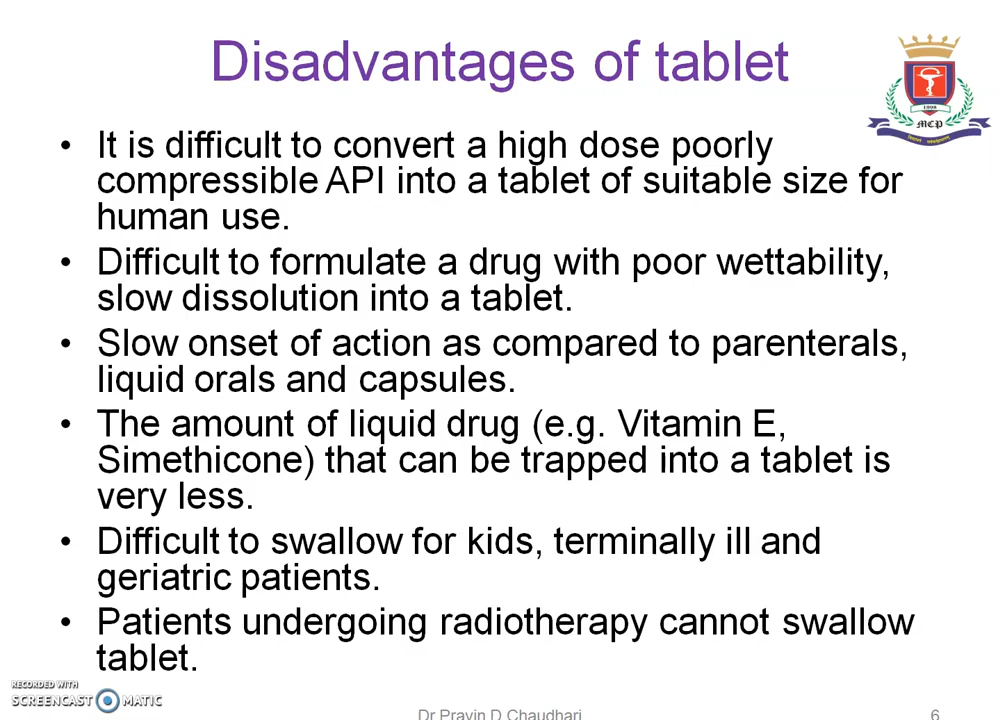 Disadvantages of tablet
1998
MCP
• It is difficult to convert a high dose poorly
compressible API into a tablet of suitable size for
human use.
• Difficult to formulate a drug with poor wettability,
slow dissolution into a tablet.
• Slow onset of action as compared to parenterals,
liquid orals and capsules.
• The amount of liquid drug (e.g. Vitamin E,
Simethicone) that can be trapped into a tablet is
very less.
• Difficult to swallow for kids, terminally ill and
geriatric patients.
• Patients undergoing radiotherapy cannot swallow
tablet.
RECORDED WITH
SCREENCAST MATIC
Dr Pravin D Chaudhari
6